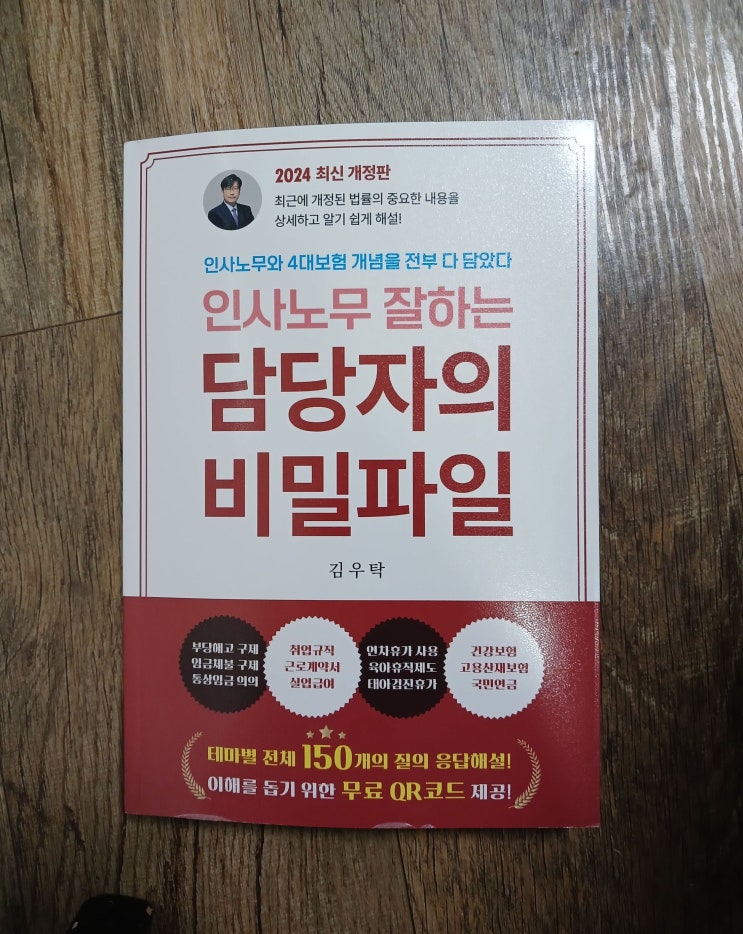 2024 최신 개정판
최근에 개정된 법률의 중요한 내용을
상세하고 알기 쉽게 해설!
인사노무와 4대보험 개념을 전부 다 담았다
인사노무 잘하는
담당자의
비밀파일
김우탁
부당해고 구제
임금체불 구제
통상임금 의의
취업규칙
근로계약서
실업급여
연차휴가 사용
육아휴직제도
태아검진휴가
건강보험
고용산재보험
국민연금
테마별 전체 150개의 질의 응답해설!
이해를 돕기 위한 무료 QR코드 제공!